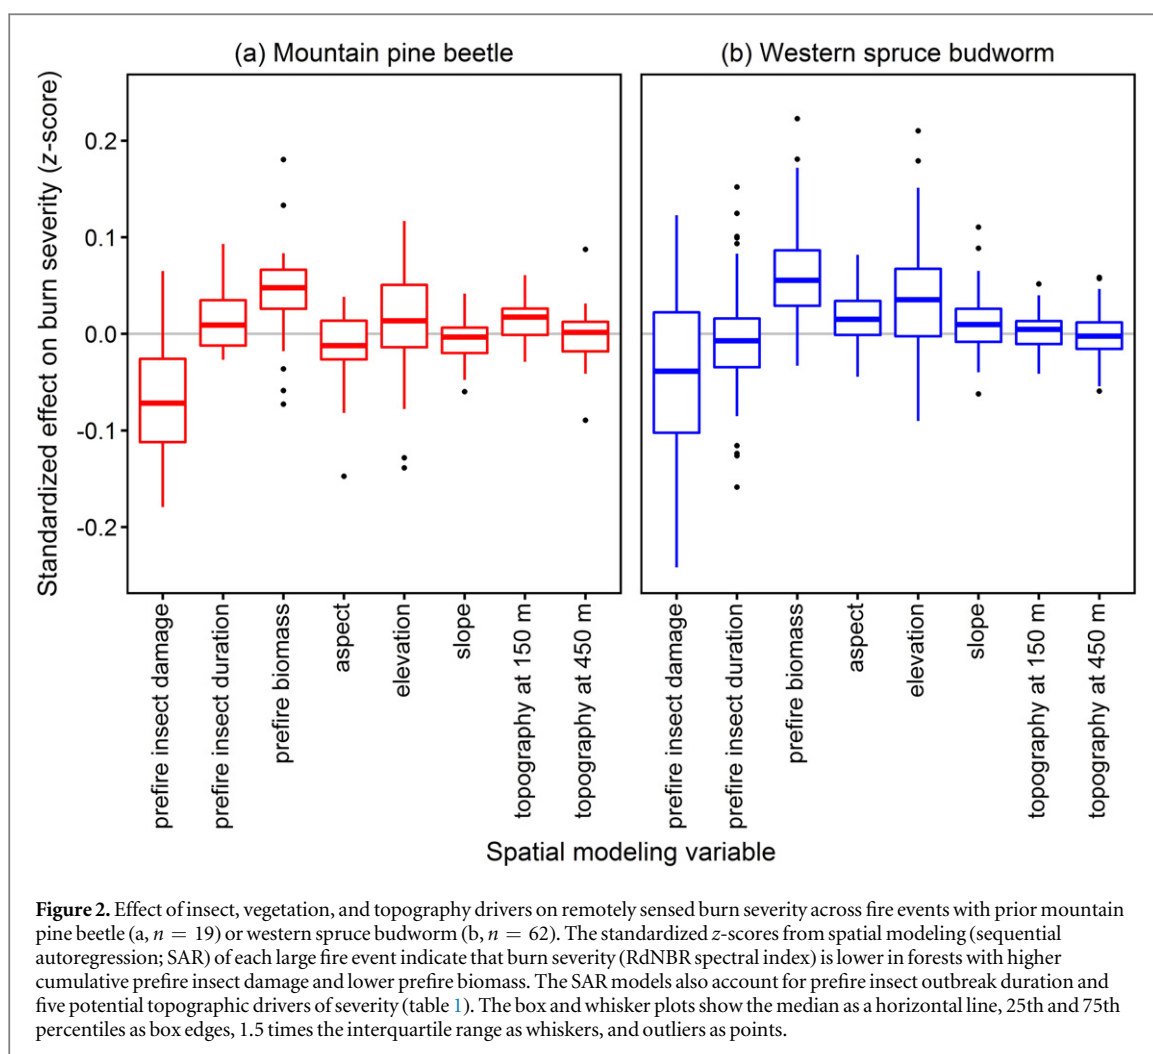 (a) Mountain pine beetle
(b) Western spruce budworm
Standardized effect on burn severity (z-score)
0.2
0.1
0.0
-0.1
-0.2
prefire insect damage
prefire insect duration
prefire biomass
aspect
elevation
slope
topography at 150 m
topography at 450 m
prefire insect damage
prefire insect duration
prefire biomass
aspect
elevation
slope
topography at 150 m
topography at 450 m
Spatial modeling variable
Figure 2. Effect of insect, vegetation, and topography drivers on remotely sensed burn severity across fire events with prior mountain
pine beetle (a, n = 19) or western spruce budworm (b, n = 62). The standardized z-scores from spatial modeling (sequential
autoregression; SAR) of each large fire event indicate that burn severity (RdNBR spectral index) is lower in forests with higher
cumulative prefire insect damage and lower prefire biomass. The SAR models also account for prefire insect outbreak duration and
five potential topographic drivers of severity (table 1). The box and whisker plots show the median as a horizontal line, 25th and 75th
percentiles as box edges, 1.5 times the interquartile range as whiskers, and outliers as points.